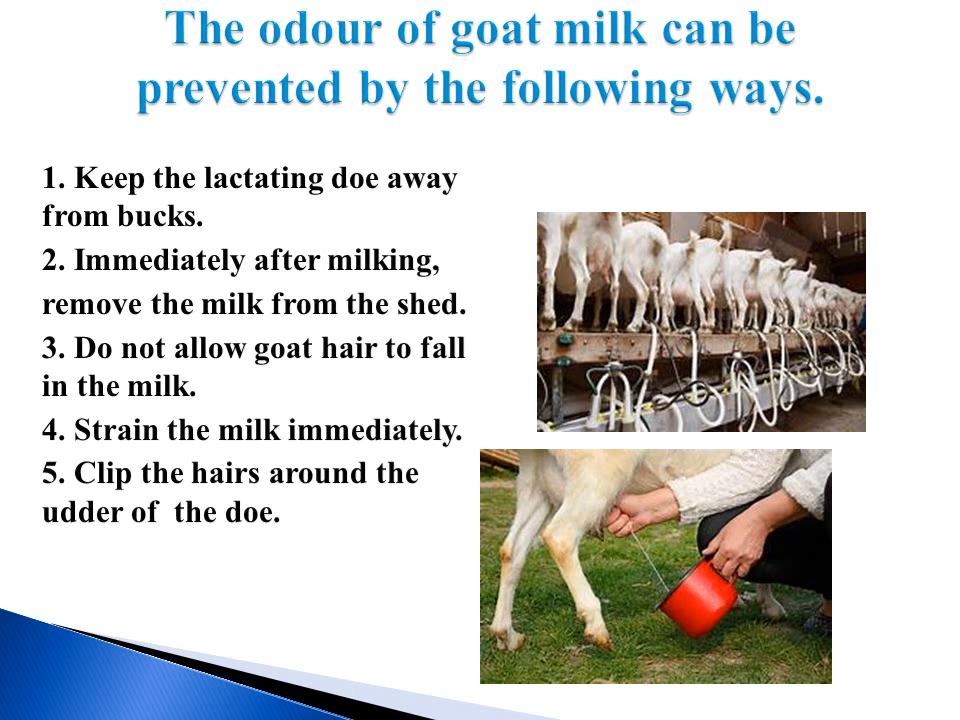 The odour of goat milk can be
prevented by the following ways.
1. Keep the lactating doe away
from bucks.
2. Immediately after milking,
remove the milk from the shed.
3. Do not allow goat hair to fall
in the milk.
4. Strain the milk immediately.
5. Clip the hairs around the
udder of  the doe.